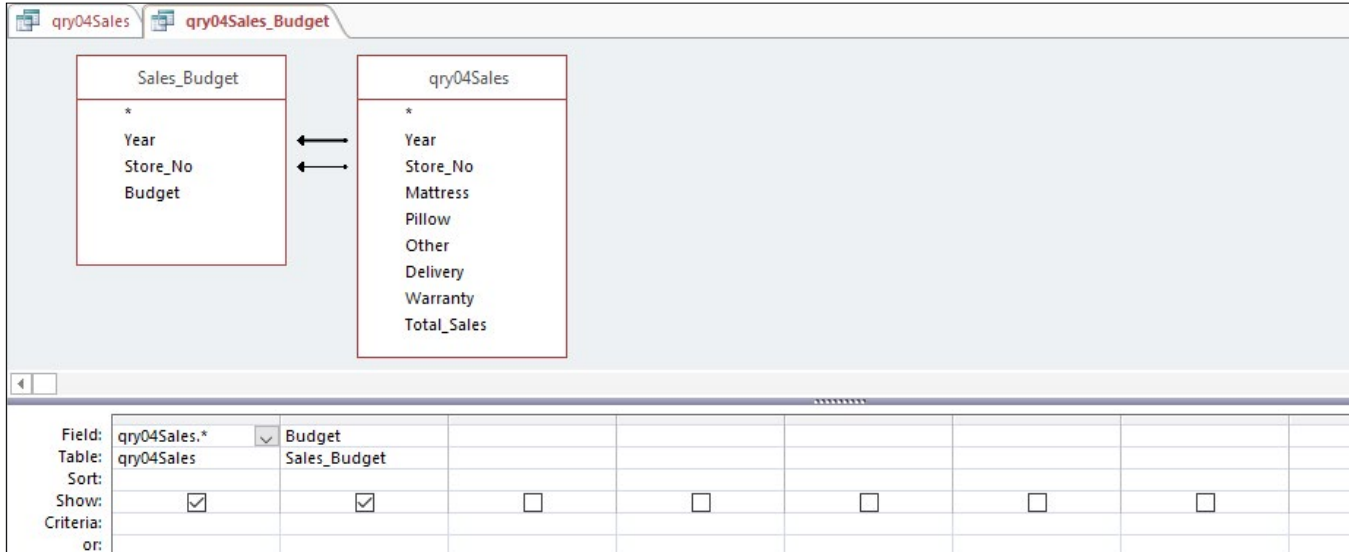 qry04Sales qry04Sales_Budget
Sales_Budget qry04Sales
* *
Year Year
Store_No Store_No
Budget Mattress
Pillow
Other
Delivery
Warranty
Total_Sales
Field: qry04Sales.* Budget
Table: qry04Sales Sales_Budget
Sort:
Show:
Criteria:
or: